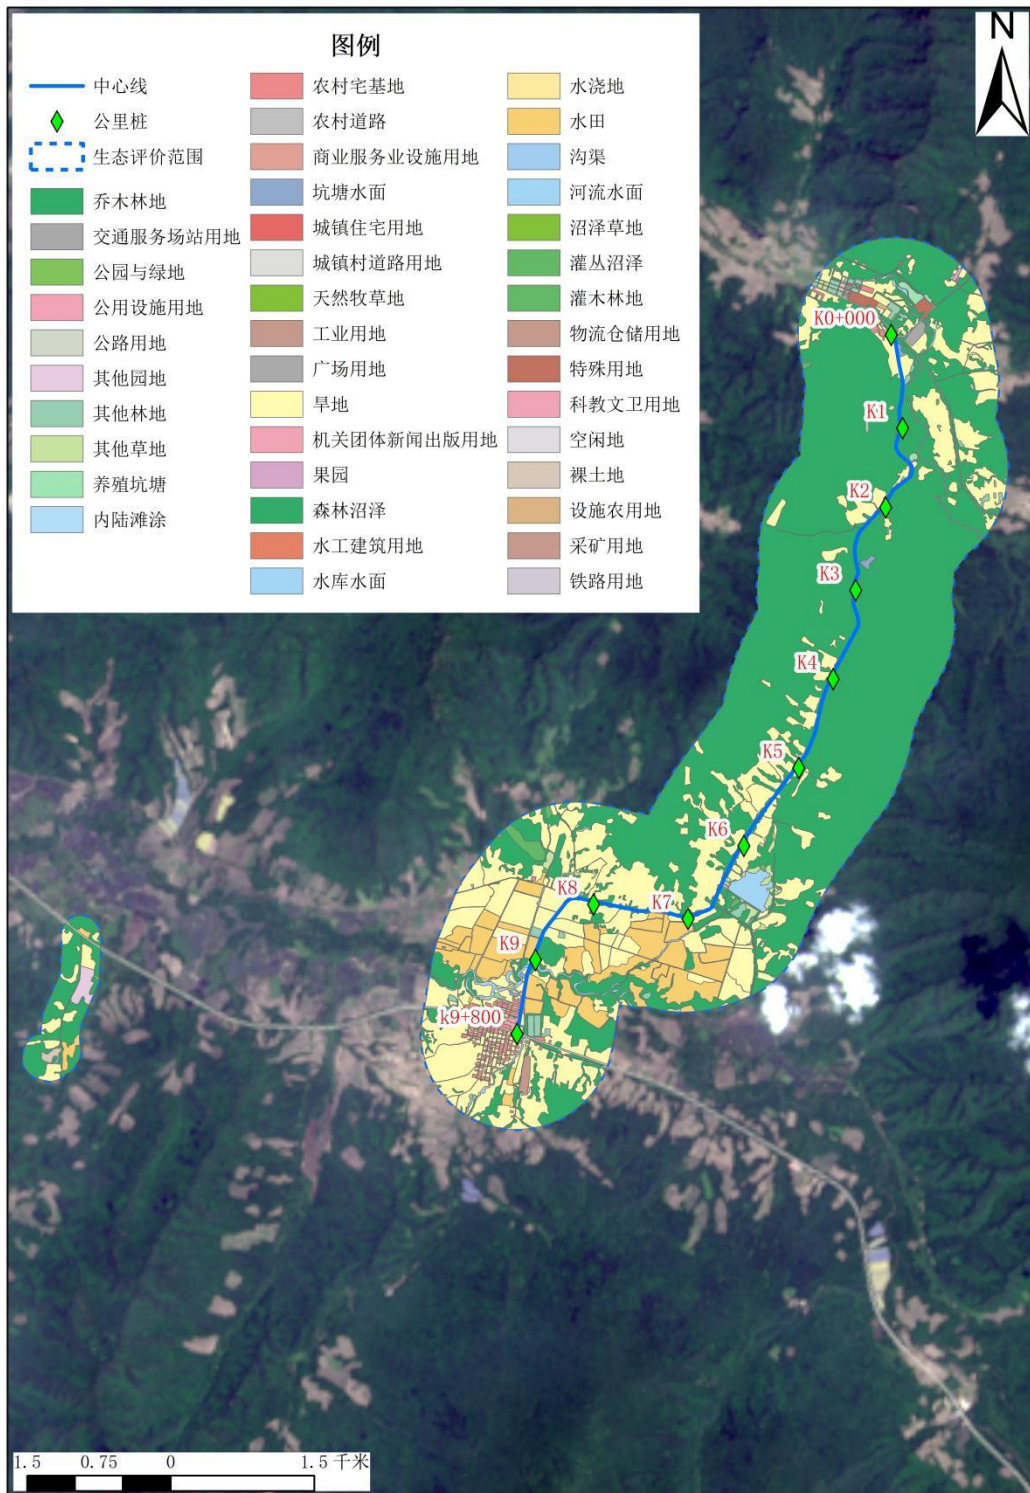 图例
中心线
公里桩
生态评价范围
乔木林地
交通服务场站用地
公园与绿地
公用设施用地
公路用地
其他园地
其他林地
其他草地
养殖坑塘
内陆滩涂
农村宅基地
农村道路
商业服务业设施用地
坑塘水面
城镇住宅用地
城镇村道路用地
天然牧草地
工业用地
广场用地
旱地
机关团体新闻出版用地
果园
森林沼泽
水工建筑用地
水库水面
水浇地
水田
沟渠
河流水面
沼泽草地
灌丛沼泽
灌木林地
物流仓储用地
特殊用地
科教文卫用地
空闲地
裸土地
设施农用地
采矿用地
铁路用地
N
K0+000
K1
K2
K3
K4
K5
K6
K7
K8
K9
k9+800
1.5 0.75 0 1.5 千米